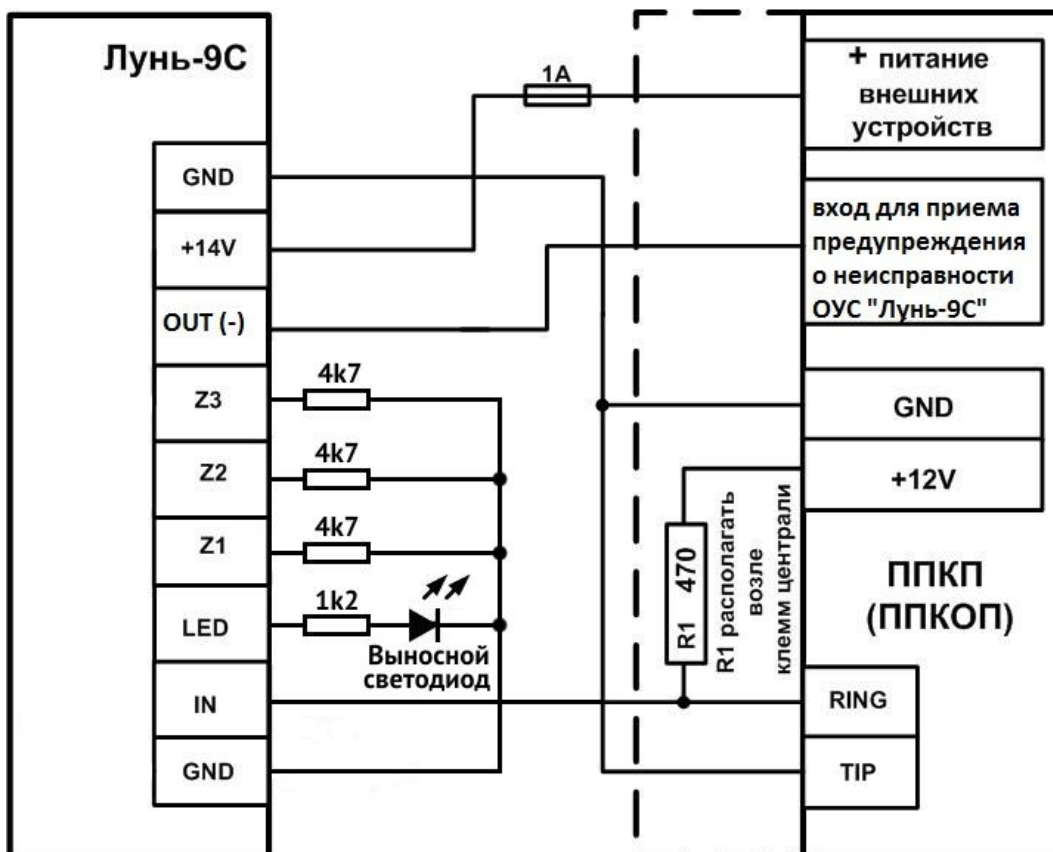 Лунь-9С
GND
+14V
OUT (-)
Z3
Z2
Z1
LED
IN
GND
1A
4k7
4k7
4k7
1k2
Выносной
светодиод
R1 470
R1 располагать
возле
клемм централи
+ питание
внешних
устройств
вход для приема
предупреждения
о неисправности
ОУС "Лунь-9С"
GND
+12V
ППКП
(ППКОП)
RING
TIP